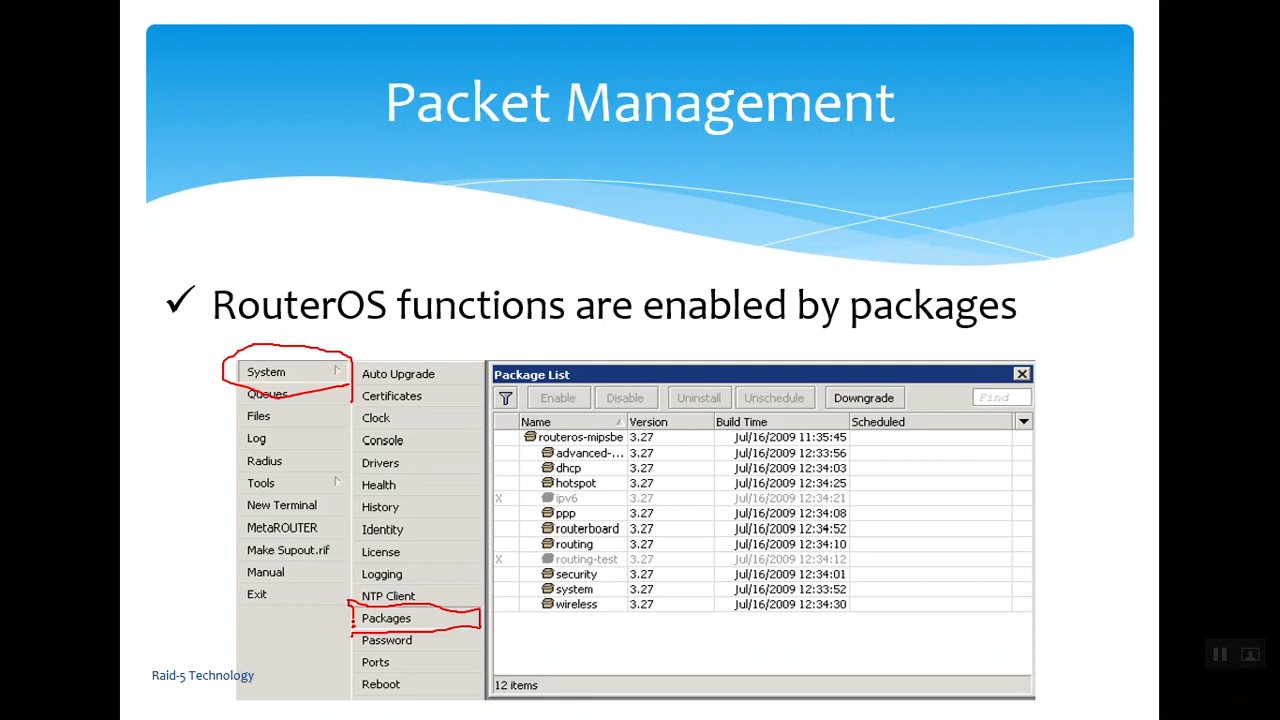 Packet Management
✓ RouterOS functions are enabled by packages
System
Queues
Files
Log
Radius
Tools
New Terminal
MetaROUTER
Make Supout.rif
Manual
Exit
Auto Upgrade
Certificates
Clock
Console
Drivers
Health
History
Identity
License
Logging
NTP Client
Packages
Password
Ports
Reboot
Package List
Enable Disable Uninstall Unschedule Downgrade Find
Name Version Build Time Scheduled
routeros-mipsbe 3.27 Jul/16/2009 11:35:45
advanced-... 3.27 Jul/16/2009 12:33:56
dhcp 3.27 Jul/16/2009 12:34:03
hotspot 3.27 Jul/16/2009 12:34:25
X ipv6 3.27 Jul/16/2009 12:34:21
ppp 3.27 Jul/16/2009 12:34:08
routerboard 3.27 Jul/16/2009 12:34:52
routing 3.27 Jul/16/2009 12:34:10
X routing-test 3.27 Jul/16/2009 12:34:12
security 3.27 Jul/16/2009 12:34:01
system 3.27 Jul/16/2009 12:33:52
wireless 3.27 Jul/16/2009 12:34:30
12 items
Raid-5 Technology